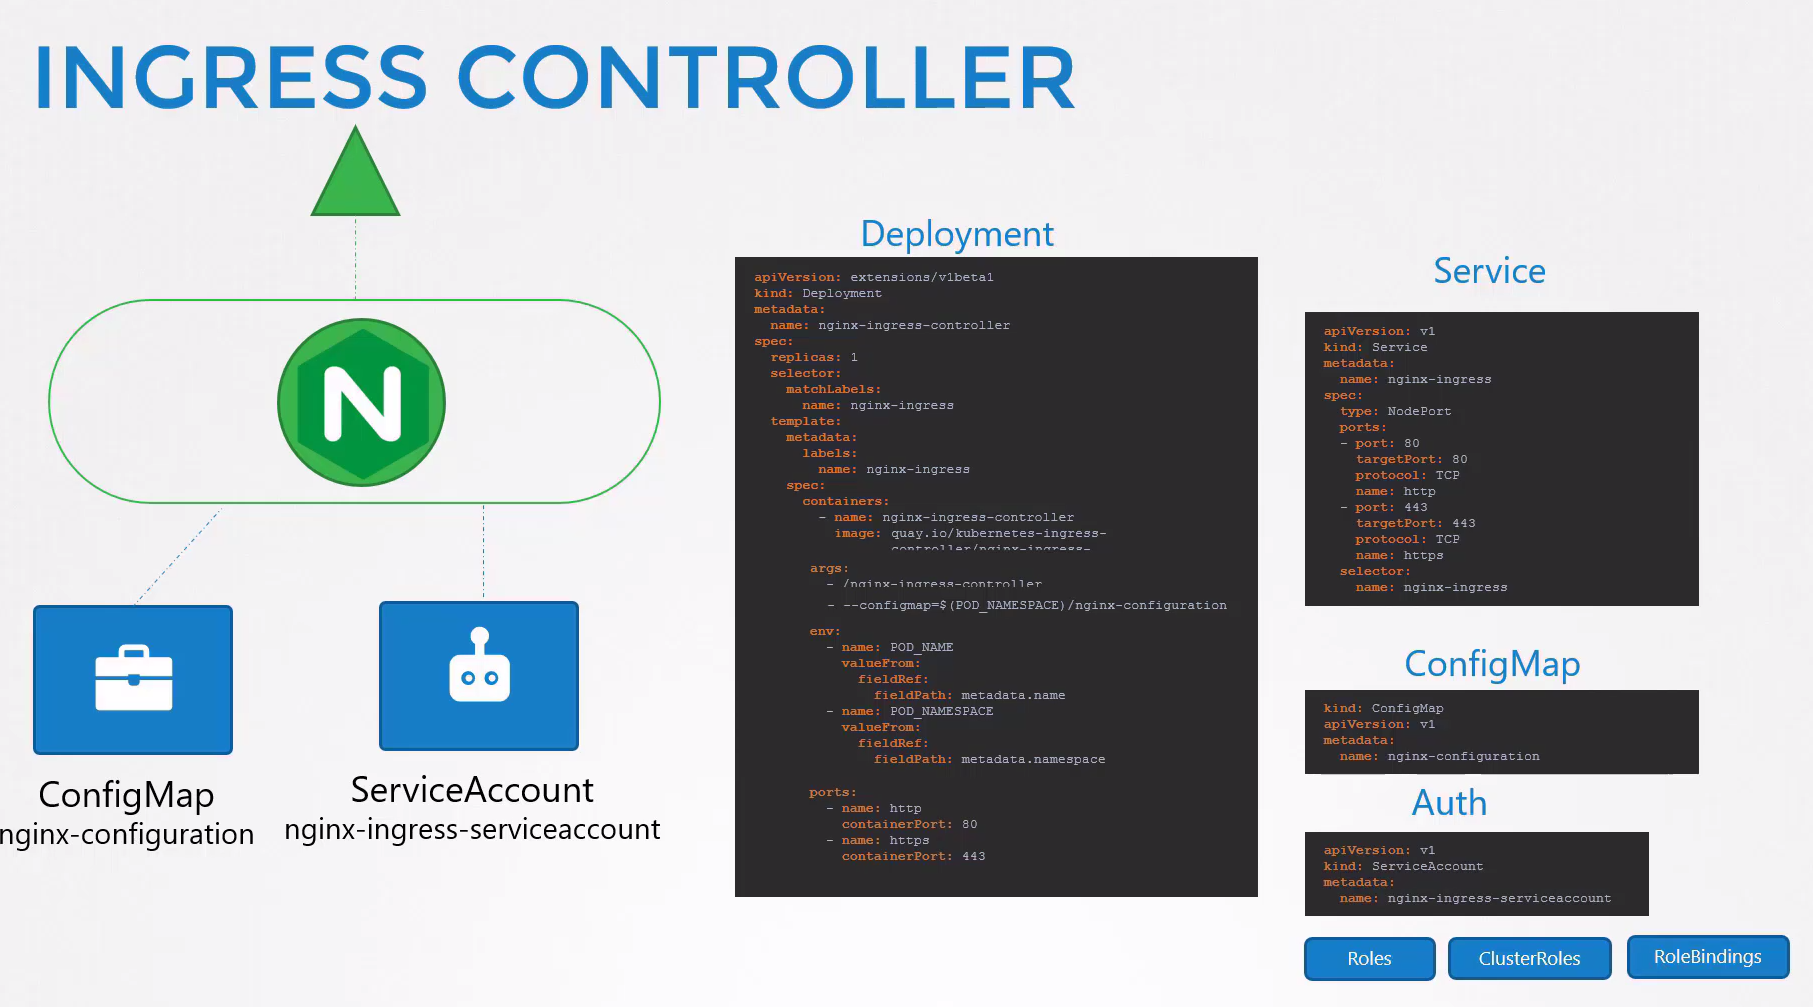 INGRESS CONTROLLER
N
ConfigMap
nginx-configuration
ServiceAccount
nginx-ingress-serviceaccount
Deployment
apiVersion: extensions/v1beta1
kind: Deployment
metadata:
  name: nginx-ingress-controller
spec:
  replicas: 1
  selector:
    matchLabels:
      name: nginx-ingress
  template:
    metadata:
      labels:
        name: nginx-ingress
    spec:
      containers:
        - name: nginx-ingress-controller
          image: quay.io/kubernetes-ingress-
controller/nginx-ingress-
      args:
        - /nginx-ingress-controller
        - --configmap=$(POD_NAMESPACE)/nginx-configuration
      env:
        - name: POD_NAME
          valueFrom:
            fieldRef:
              fieldPath: metadata.name
        - name: POD_NAMESPACE
          valueFrom:
            fieldRef:
              fieldPath: metadata.namespace
      ports:
        - name: http
          containerPort: 80
        - name: https
          containerPort: 443
Service
apiVersion: v1
kind: Service
metadata:
  name: nginx-ingress
spec:
  type: NodePort
  ports:
  - port: 80
    targetPort: 80
    protocol: TCP
    name: http
  - port: 443
    targetPort: 443
    protocol: TCP
    name: https
  selector:
    name: nginx-ingress
ConfigMap
kind: ConfigMap
apiVersion: v1
metadata:
  name: nginx-configuration
Auth
apiVersion: v1
kind: ServiceAccount
metadata:
  name: nginx-ingress-serviceaccount
Roles
ClusterRoles
RoleBindings